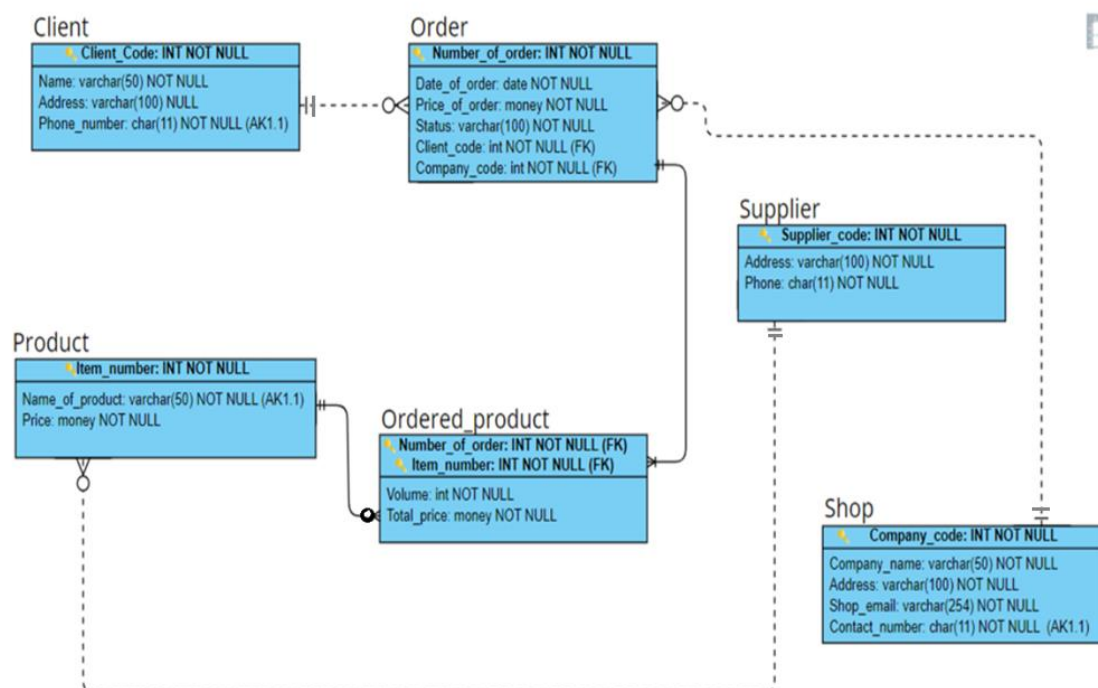 Client
Client_Code: INT NOT NULL
Name: varchar(50) NOT NULL
Address: varchar(100) NULL
Phone_number: char(11) NOT NULL (AK1.1)
Order
Number_of_order: INT NOT NULL
Date_of_order: date NOT NULL
Price_of_order: money NOT NULL
Status: varchar(100) NOT NULL
Client_code: int NOT NULL (FK)
Company_code: int NOT NULL (FK)
Supplier
Supplier_code: INT NOT NULL
Address: varchar(100) NOT NULL
Phone: char(11) NOT NULL
Product
Item_number: INT NOT NULL
Name_of_product: varchar(50) NOT NULL (AK1.1)
Price: money NOT NULL
Ordered_product
Number_of_order: INT NOT NULL (FK)
Item_number: INT NOT NULL (FK)
Volume: int NOT NULL
Total_price: money NOT NULL
Shop
Company_code: INT NOT NULL
Company_name: varchar(50) NOT NULL
Address: varchar(100) NOT NULL
Shop_email: varchar(254) NOT NULL
Contact_number: char(11) NOT NULL (AK1.1)